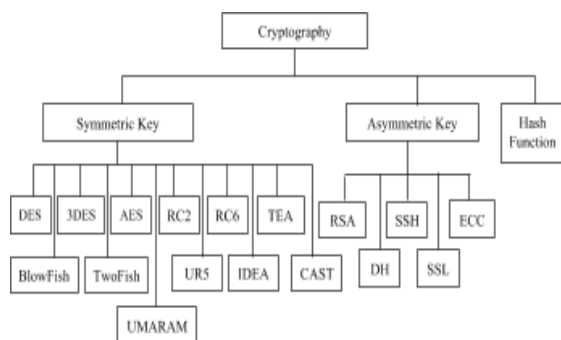 Cryptography
Symmetric Key
Asymmetric Key
Hash
Function
DES
3DES
AES
RC2
RC6
TEA
RSA
SSH
ECC
BlowFish
TwoFish
UR5
IDEA
CAST
DH
SSL
UMARAM